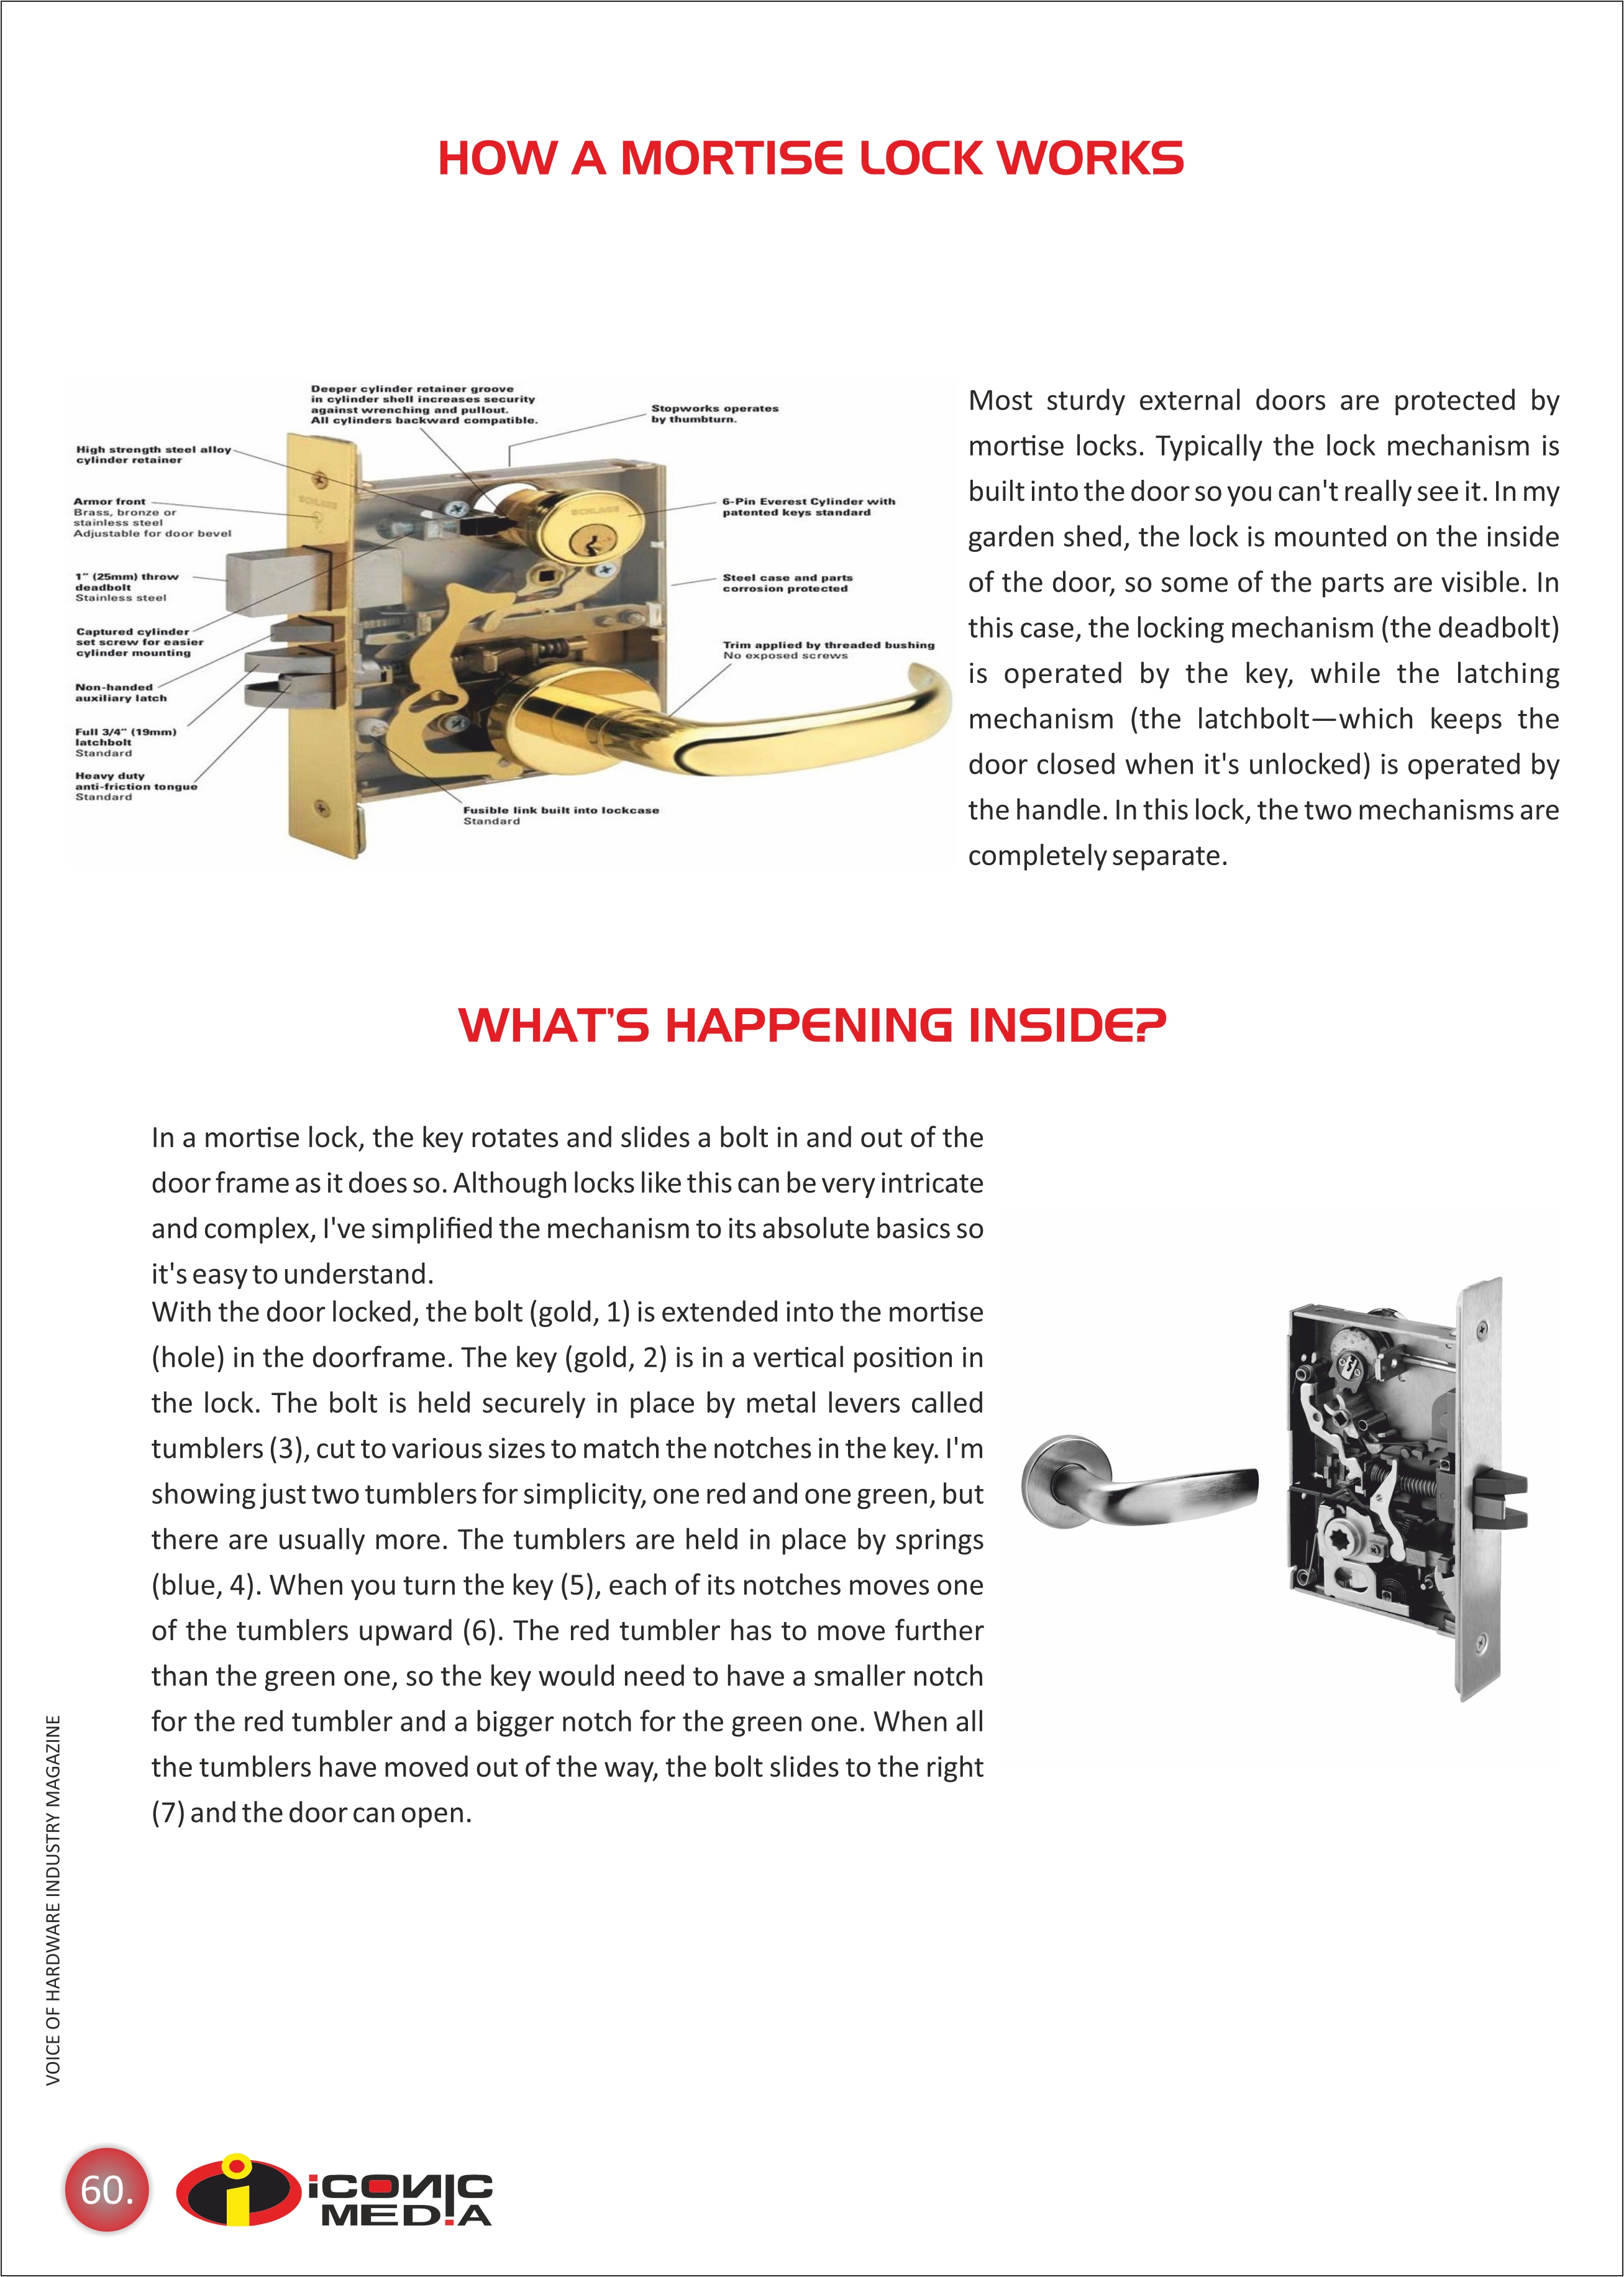 HOW A MORTISE LOCK WORKS
Deeper cylinder retainer groove
in cylinder shell increases security
against wrenching and pullout.
All cylinders backward compatible.
Stopworks operates
by thumbturn.
High strength steel alloy
cylinder retainer
Armor front
Brass, bronze or
stainless steel
Adjustable for door bevel
1" (25mm) throw
deadbolt
Stainless steel
Captured cylinder
set screw for easier
cylinder mounting
Non-handed
auxiliary latch
Full 3/4" (19mm)
latchbolt
Standard
Heavy duty
anti-friction tongue
Standard
SCHLAGE
SCHLAGE
6-Pin Everest Cylinder with
patented keys standard
Steel case and parts
corrosion protected
Trim applied by threaded bushing
No exposed screws
Fusible link built into lockcase
Standard
Most sturdy external doors are protected by
mortise locks. Typically the lock mechanism is
built into the door so you can't really see it. In my
garden shed, the lock is mounted on the inside
of the door, so some of the parts are visible. In
this case, the locking mechanism (the deadbolt)
is operated by the key, while the latching
mechanism (the latchbolt—which keeps the
door closed when it's unlocked) is operated by
the handle. In this lock, the two mechanisms are
completely separate.
WHAT'S HAPPENING INSIDE?
In a mortise lock, the key rotates and slides a bolt in and out of the
door frame as it does so. Although locks like this can be very intricate
and complex, I've simplified the mechanism to its absolute basics so
it's easy to understand.
With the door locked, the bolt (gold, 1) is extended into the mortise
(hole) in the doorframe. The key (gold, 2) is in a vertical position in
the lock. The bolt is held securely in place by metal levers called
tumblers (3), cut to various sizes to match the notches in the key. I'm
showing just two tumblers for simplicity, one red and one green, but
there are usually more. The tumblers are held in place by springs
(blue, 4). When you turn the key (5), each of its notches moves one
of the tumblers upward (6). The red tumbler has to move further
than the green one, so the key would need to have a smaller notch
for the red tumbler and a bigger notch for the green one. When all
the tumblers have moved out of the way, the bolt slides to the right
(7) and the door can open.
VOICE OF HARDWARE INDUSTRY MAGAZINE
60.
iCONIC
MEDiA